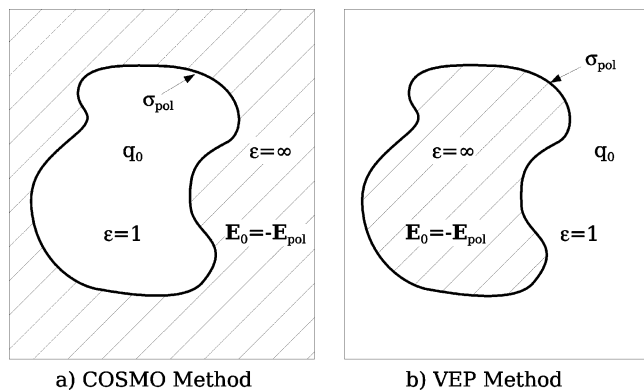 σpol
q0
ε=∞
ε=1
E0=-Epol
a) COSMO Method
σpol
ε=∞
q0
E0=-Epol
ε=1
b) VEP Method